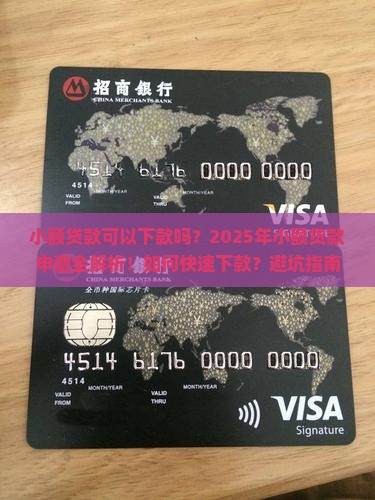 招商银行
CHINA MERCHANTS BANK
4514 6176 0000 0000
4514
MONTH/YEAR
MONTH/YEAR
VALID FROM
VALID THRU
VISA
Signature
小额贷款可以下款吗？2025年小额贷款
申请全解析！如何快速下款？避坑指南
全币种国际芯片卡
4514 6176 0000 0000
4514
MONTH/YEAR
MONTH/YEAR
VALID FROM
VALID THRU
VISA
Signature